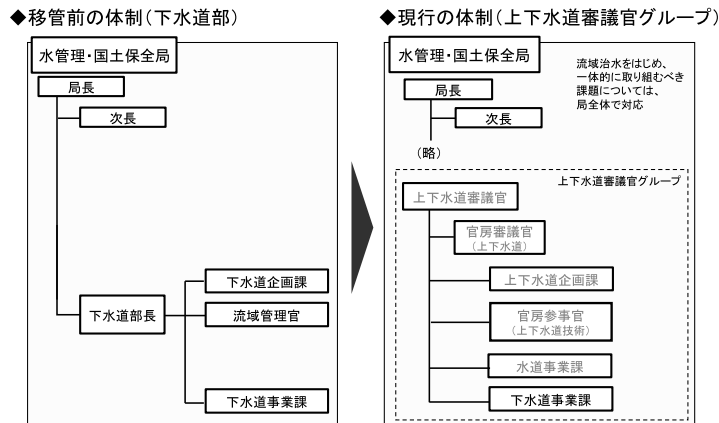 ◆移管前の体制(下水道部)
水管理・国土保全局
局長
次長
下水道部長
下水道企画課
流域管理官
下水道事業課
◆現行の体制(上下水道審議官グループ)
水管理・国土保全局
局長
次長
(略)
流域治水をはじめ、
一体的に取り組むべき
課題については、
局全体で対応
上下水道審議官グループ
上下水道審議官
官房審議官
(上下水道)
上下水道企画課
官房参事官
(上下水道技術)
水道事業課
下水道事業課